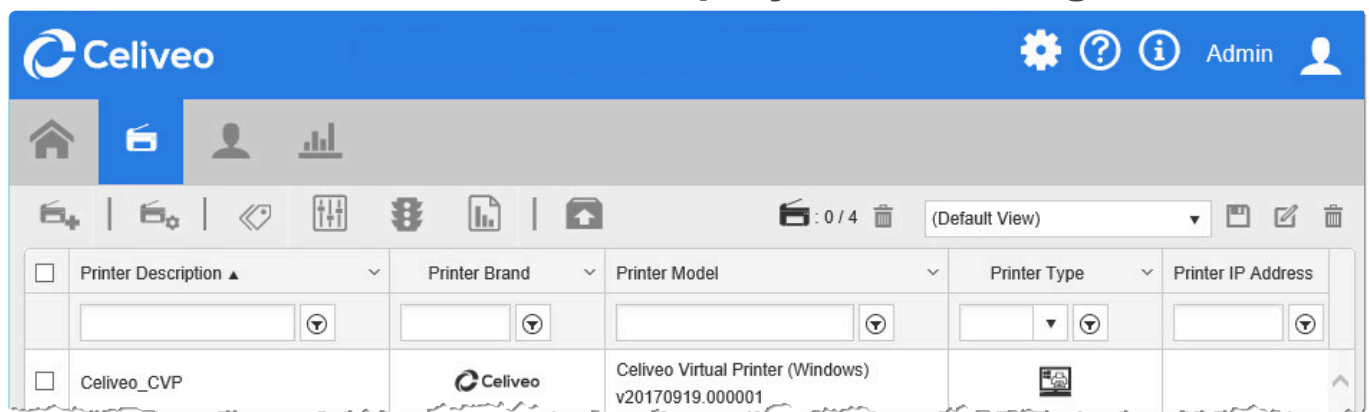 Celiveo
Admin
: 0 / 4
(Default View)
Printer Description ▲
Printer Brand
Printer Model
Printer Type
Printer IP Address
Celiveo_CVP
Celiveo
Celiveo Virtual Printer (Windows)
v20170919.000001